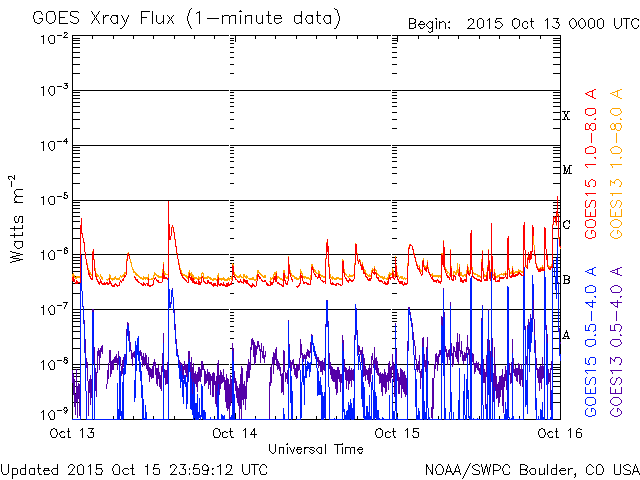 GOES Xray Flux (1-minute data)
Begin: 2015 Oct 13 0000 UTC
10^-2
10^-3
10^-4
10^-5
10^-6
10^-7
10^-8
10^-9
Watts m^-2
X
M
C
B
A
GOES15 1.0-8.0 A
GOES13 1.0-8.0 A
GOES15 0.5-4.0 A
GOES13 0.5-4.0 A
Oct 13
Oct 14
Oct 15
Oct 16
Universal Time
Updated 2015 Oct 15 23:59:12 UTC
NOAA/SWPC Boulder, CO USA